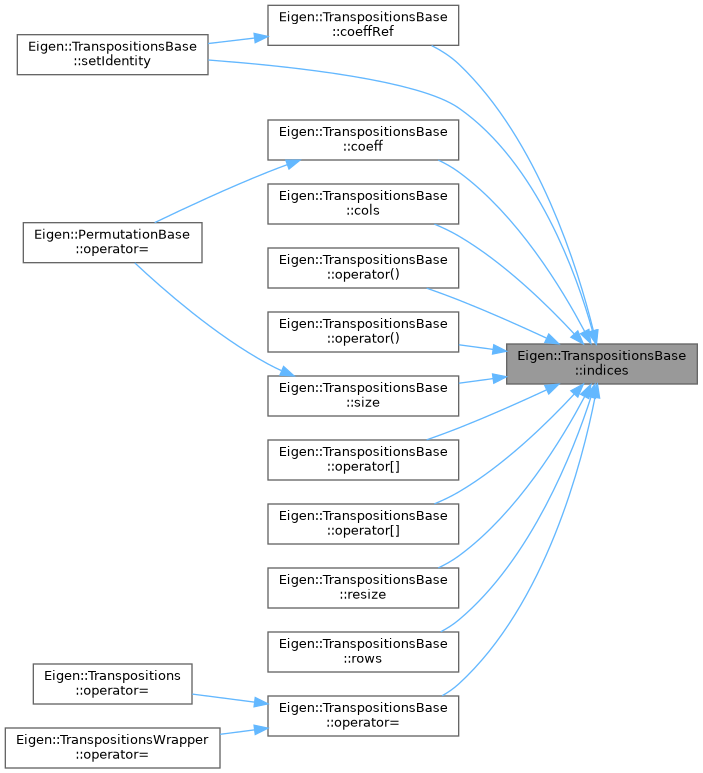 Eigen::TranspositionsBase
::coeffRef
Eigen::TranspositionsBase
::setIdentity
Eigen::TranspositionsBase
::coeff
Eigen::TranspositionsBase
::cols
Eigen::PermutationBase
::operator=
Eigen::TranspositionsBase
::operator()
Eigen::TranspositionsBase
::operator()
Eigen::TranspositionsBase
::indices
Eigen::TranspositionsBase
::size
Eigen::TranspositionsBase
::operator[]
Eigen::TranspositionsBase
::operator[]
Eigen::TranspositionsBase
::resize
Eigen::TranspositionsBase
::rows
Eigen::Transpositions
::operator=
Eigen::TranspositionsBase
::operator=
Eigen::TranspositionsWrapper
::operator=